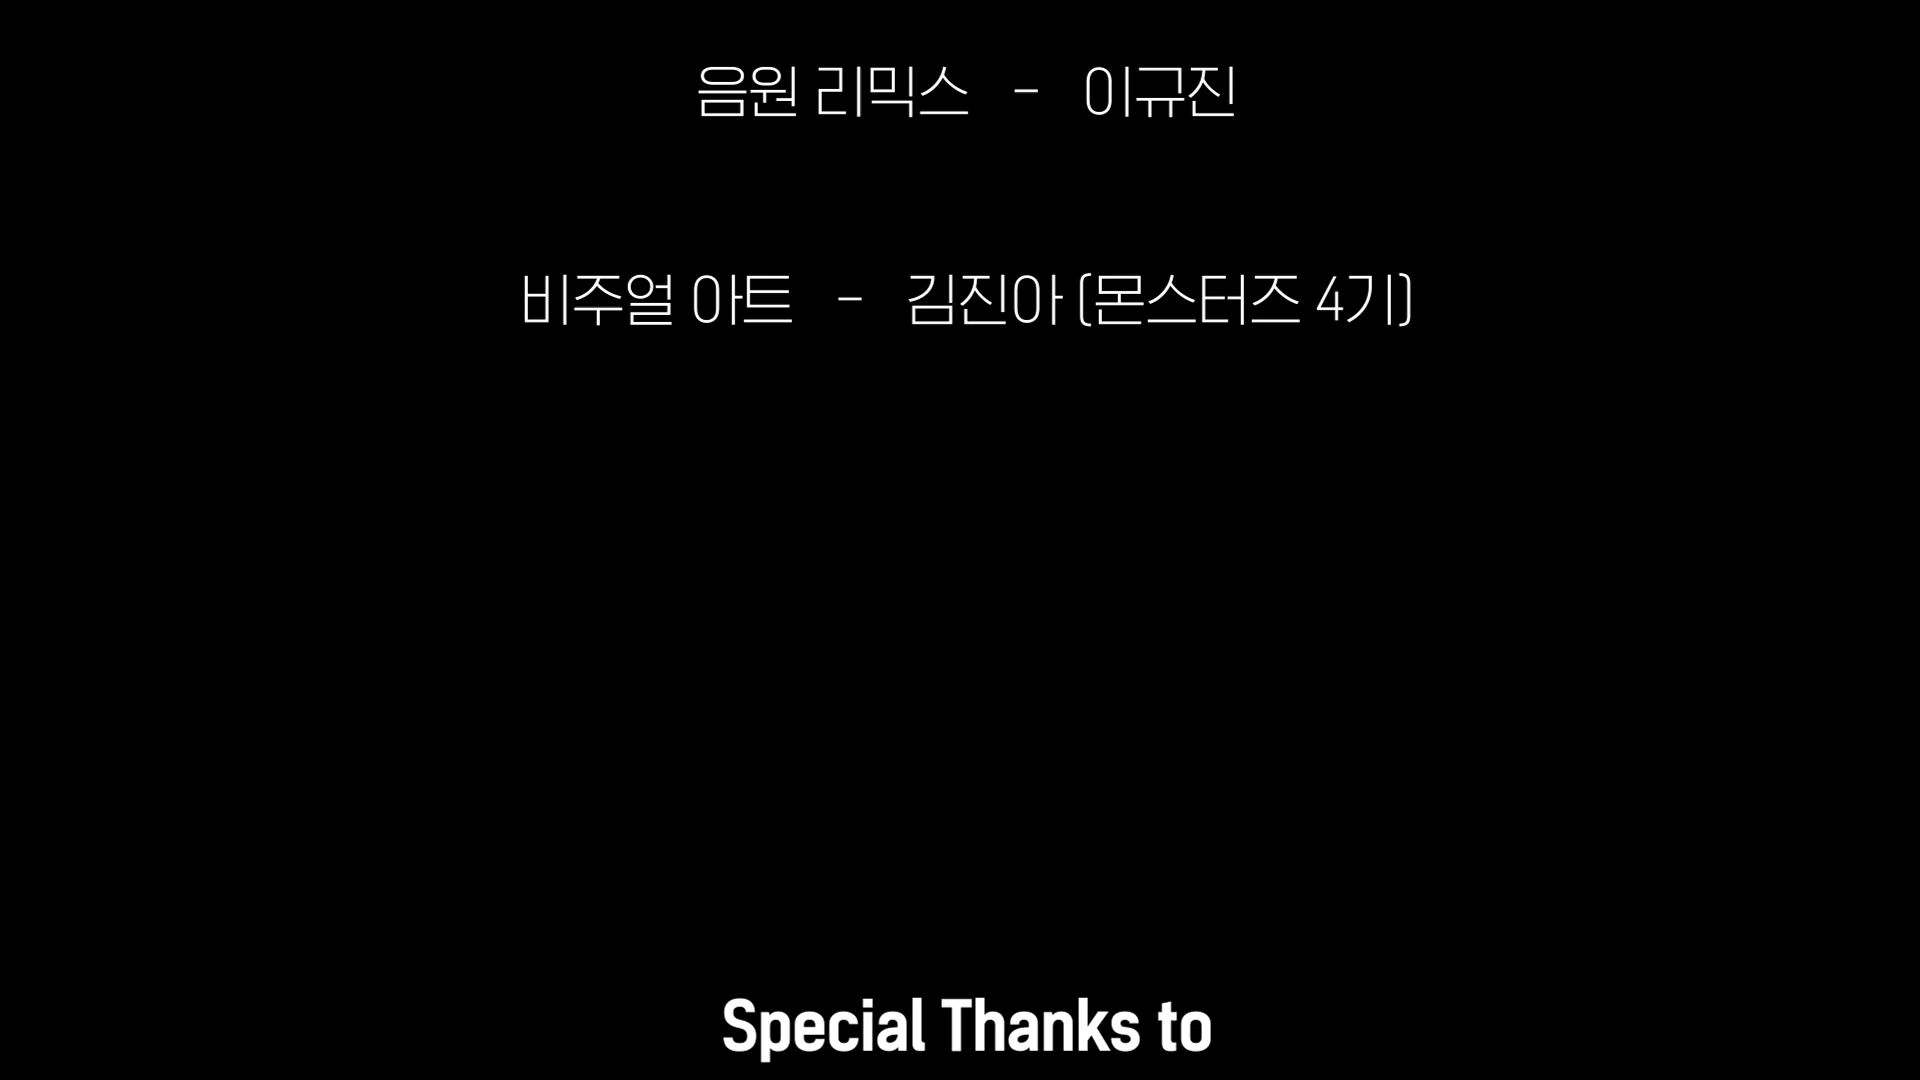 음원 리믹스 - 이규진
비주얼 아트 - 김진아 (몬스터즈 4기)
Special Thanks to